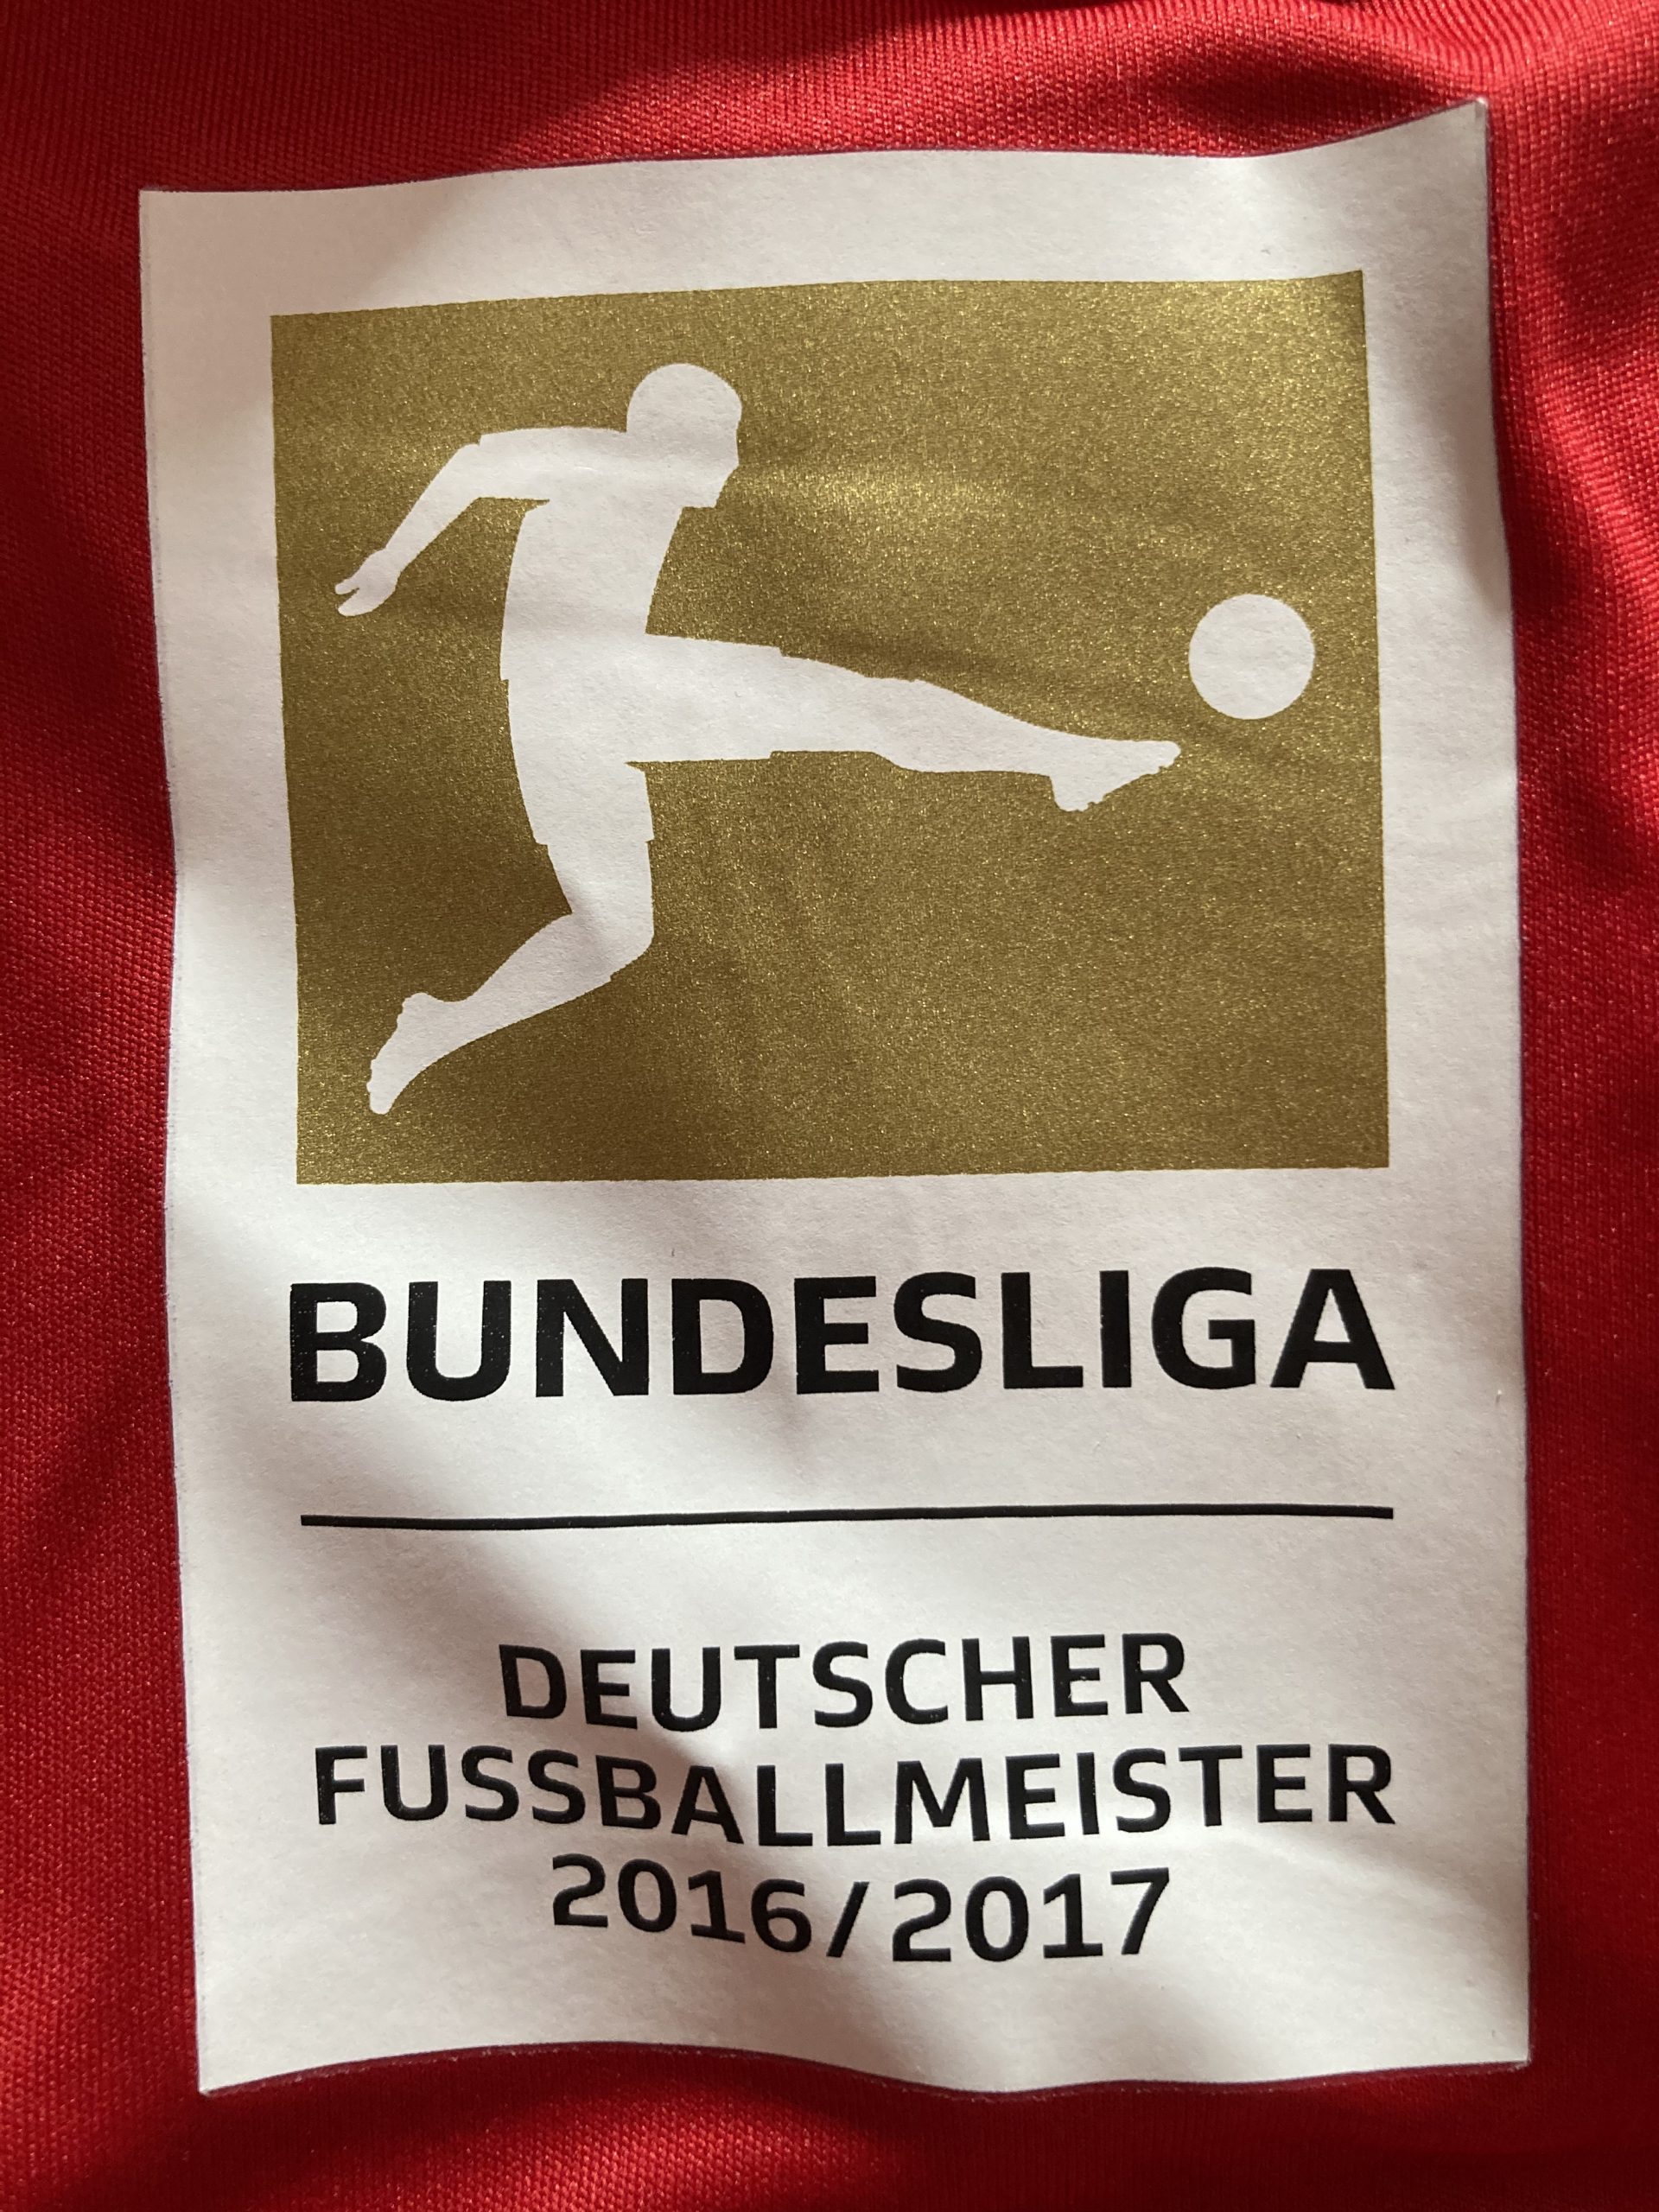 BUNDESLIGA
DEUTSCHER
FUSSBALLMEISTER
2016/2017